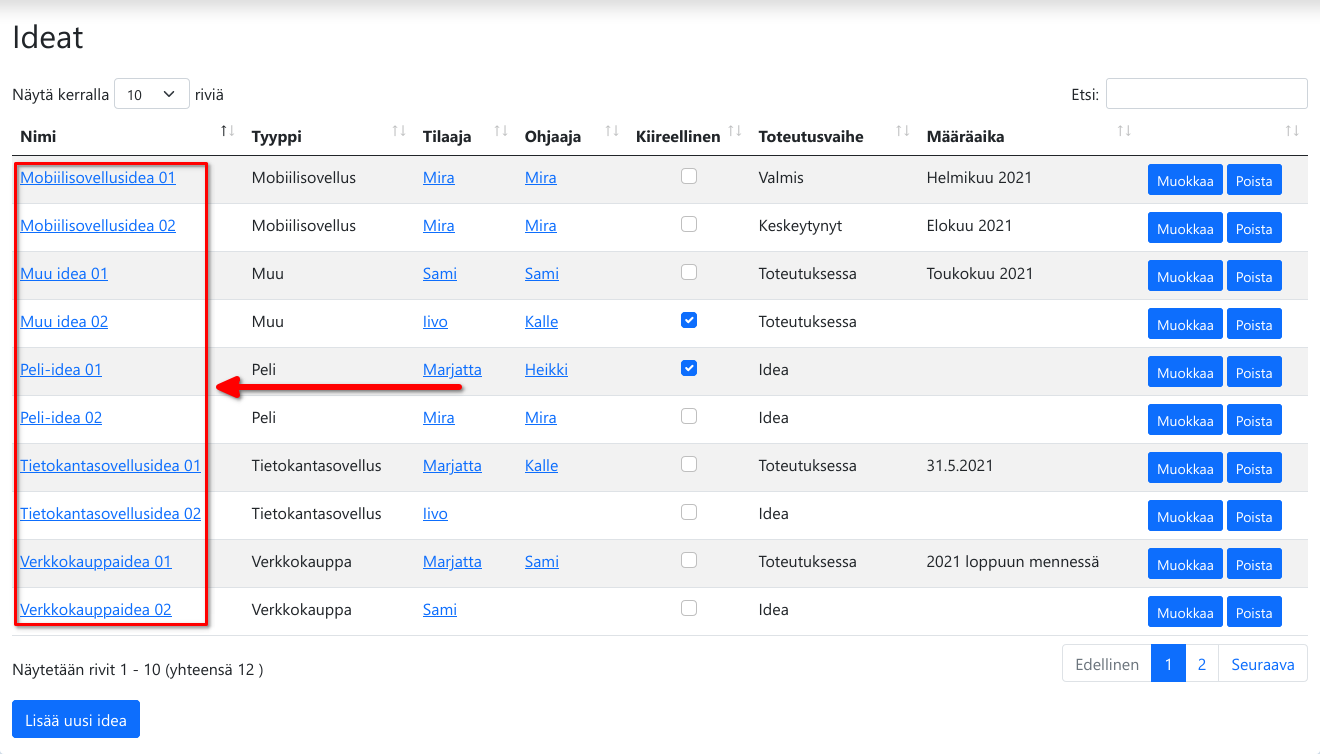 Ideat
Näytä kerralla 10 riviä Etsi:
Nimi Tyyppi Tilaaja Ohjaaja Kiireellinen Toteutusvaihe Määräaika
Mobiilisovellusidea 01 Mobiilisovellus Mira Mira Valmis Helmikuu 2021 Muokkaa Poista
Mobiilisovellusidea 02 Mobiilisovellus Mira Mira Keskeytynyt Elokuu 2021 Muokkaa Poista
Muu idea 01 Muu Sami Sami Toteutuksessa Toukokuu 2021 Muokkaa Poista
Muu idea 02 Muu Iivo Kalle Toteutuksessa Muokkaa Poista
Peli-idea 01 Peli Marjatta Heikki Idea Muokkaa Poista
Peli-idea 02 Peli Mira Mira Idea Muokkaa Poista
Tietokantasovellusidea 01 Tietokantasovellus Marjatta Kalle Toteutuksessa 31.5.2021 Muokkaa Poista
Tietokantasovellusidea 02 Tietokantasovellus Iivo Idea Muokkaa Poista
Verkkokauppaidea 01 Verkkokauppa Marjatta Sami Toteutuksessa 2021 loppuun mennessä Muokkaa Poista
Verkkokauppaidea 02 Verkkokauppa Sami Idea Muokkaa Poista
Näytetään rivit 1 - 10 (yhteensä 12 ) Edellinen 1 2 Seuraava
Lisää uusi idea